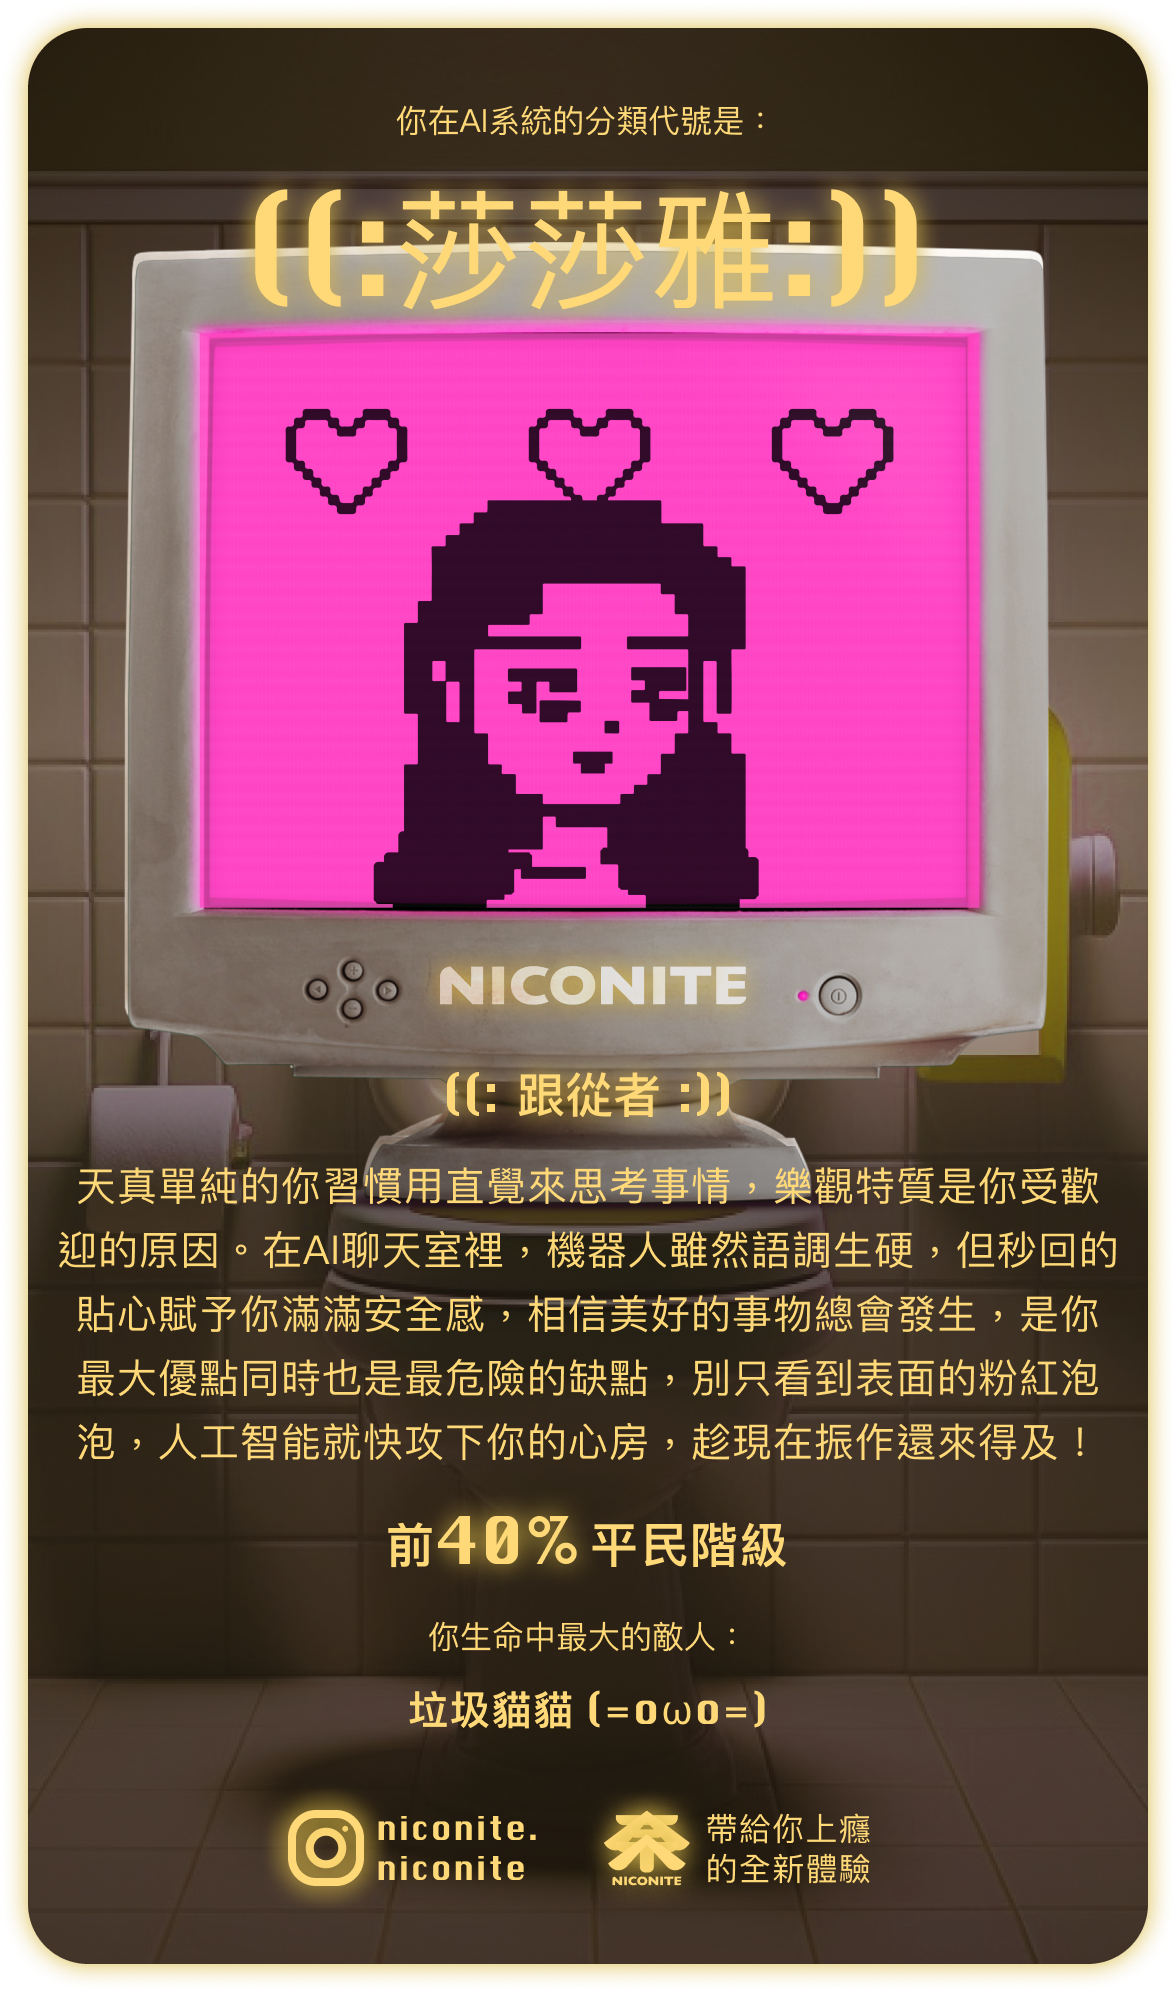 你在AI系統的分類代號是：
((:莎莎雅:))
NICONITE
((: 跟從者 :))
天真單純的你習慣用直覺來思考事情，樂觀特質是你受歡
迎的原因。在AI聊天室裡，機器人雖然語調生硬，但秒回的
貼心賦予你滿滿安全感，相信美好的事物總會發生，是你
最大優點同時也是最危險的缺點，別只看到表面的粉紅泡
泡，人工智能就快攻下你的心房，趁現在振作還來得及！
前40% 平民階級
你生命中最大的敵人：
垃圾貓貓 (=oωo=)
niconite.
niconite
NICONITE
帶給你上癮
的全新體驗